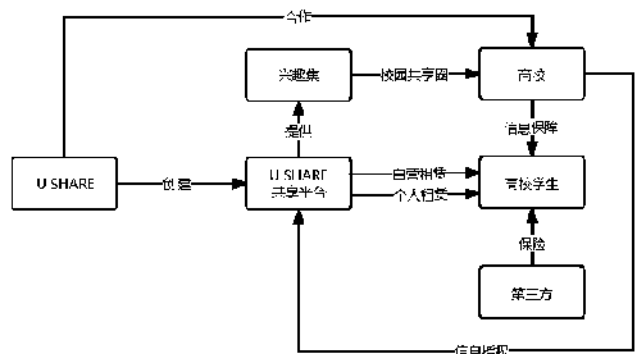 合作
兴趣集
校园共享圈
高校
提供
信息保障
U SHARE
创建
U SHARE
共享平台
自营租赁
个人租赁
高校学生
保险
第三方
信息授权